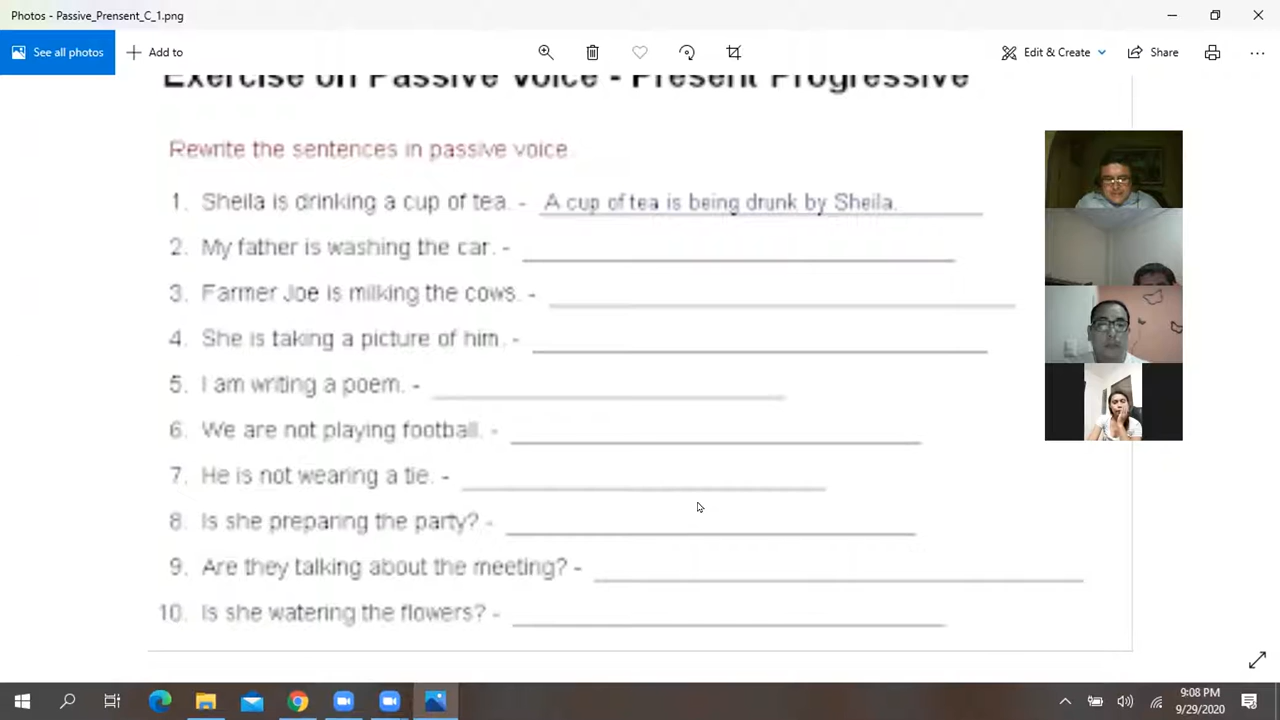 Photos - Passive_Prensent_C_1.png
See all photos
Add to
Edit & Create
Share
Exercise on Passive Voice - Present Progressive
Rewrite the sentences in passive voice.
1. Sheila is drinking a cup of tea. - A cup of tea is being drunk by Sheila.
2. My father is washing the car. -
3. Farmer Joe is milking the cows. -
4. She is taking a picture of him. -
5. I am writing a poem. -
6. We are not playing football. -
7. He is not wearing a tie. -
8. Is she preparing the party? -
9. Are they talking about the meeting? -
10. Is she watering the flowers? -
9:08 PM
9/29/2020